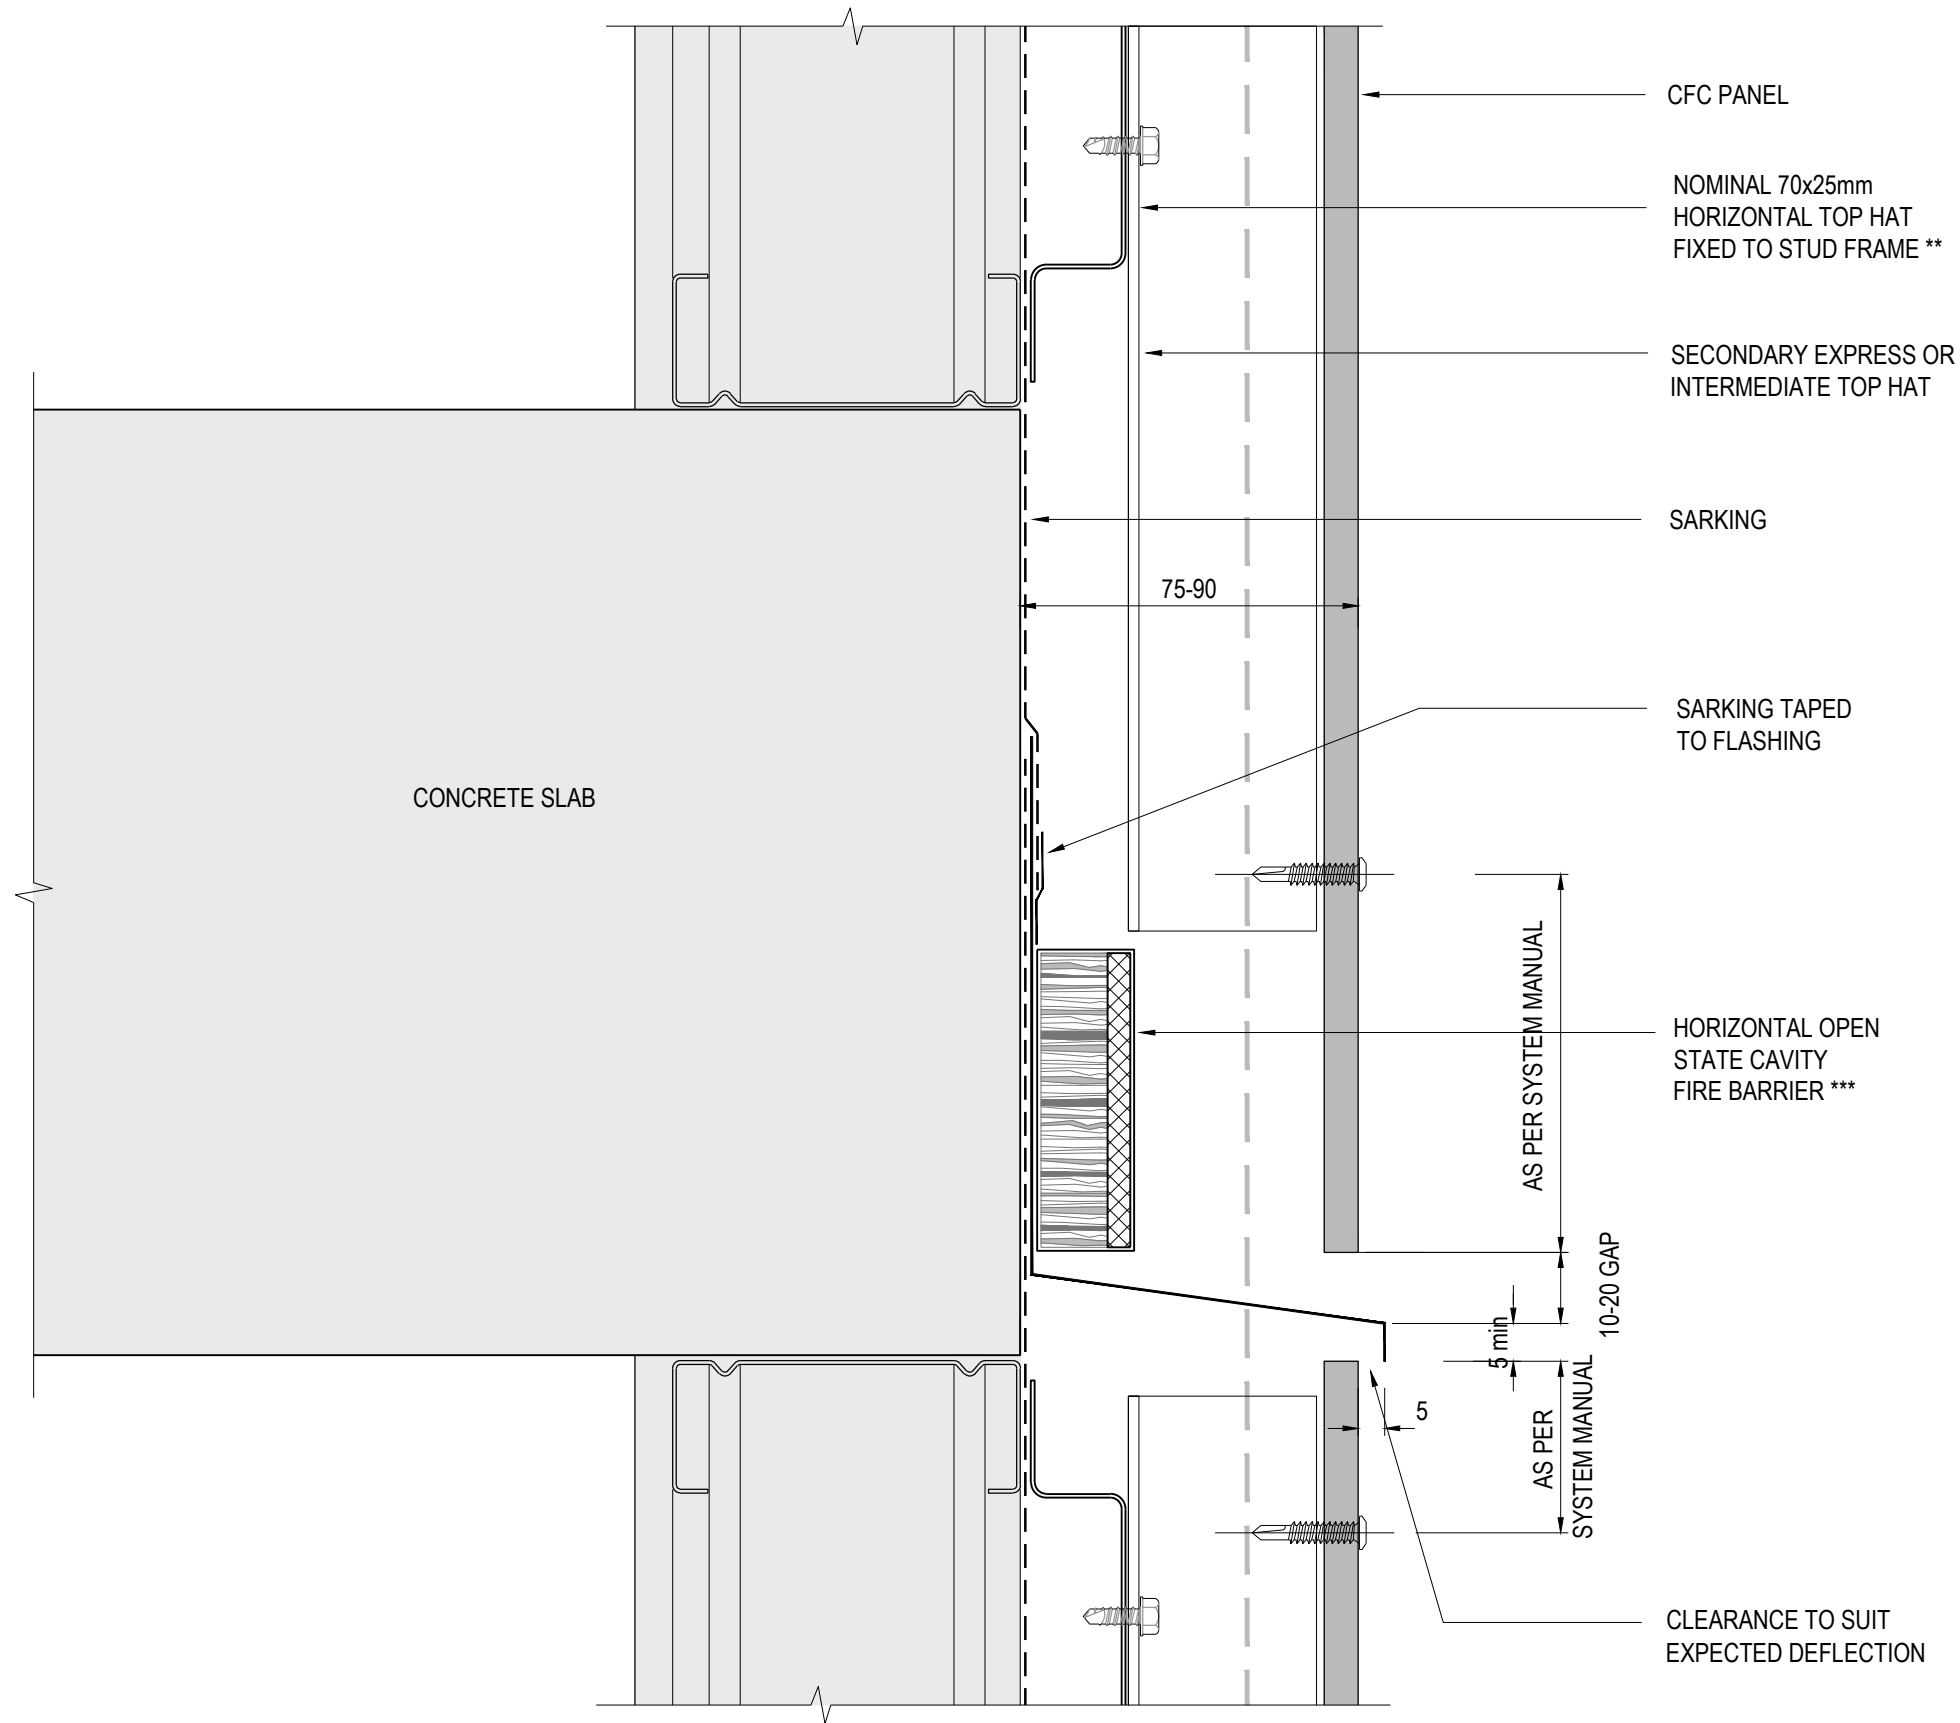 CFC PANEL
NOMINAL 70x25mm
HORIZONTAL TOP HAT
FIXED TO STUD FRAME **
SECONDARY EXPRESS OR
INTERMEDIATE TOP HAT
SARKING
75-90
SARKING TAPED
TO FLASHING
CONCRETE SLAB
AS PER SYSTEM MANUAL
HORIZONTAL OPEN
STATE CAVITY
FIRE BARRIER ***
10-20 GAP
5 min
5
AS PER
SYSTEM MANUAL
CLEARANCE TO SUIT
EXPECTED DEFLECTION